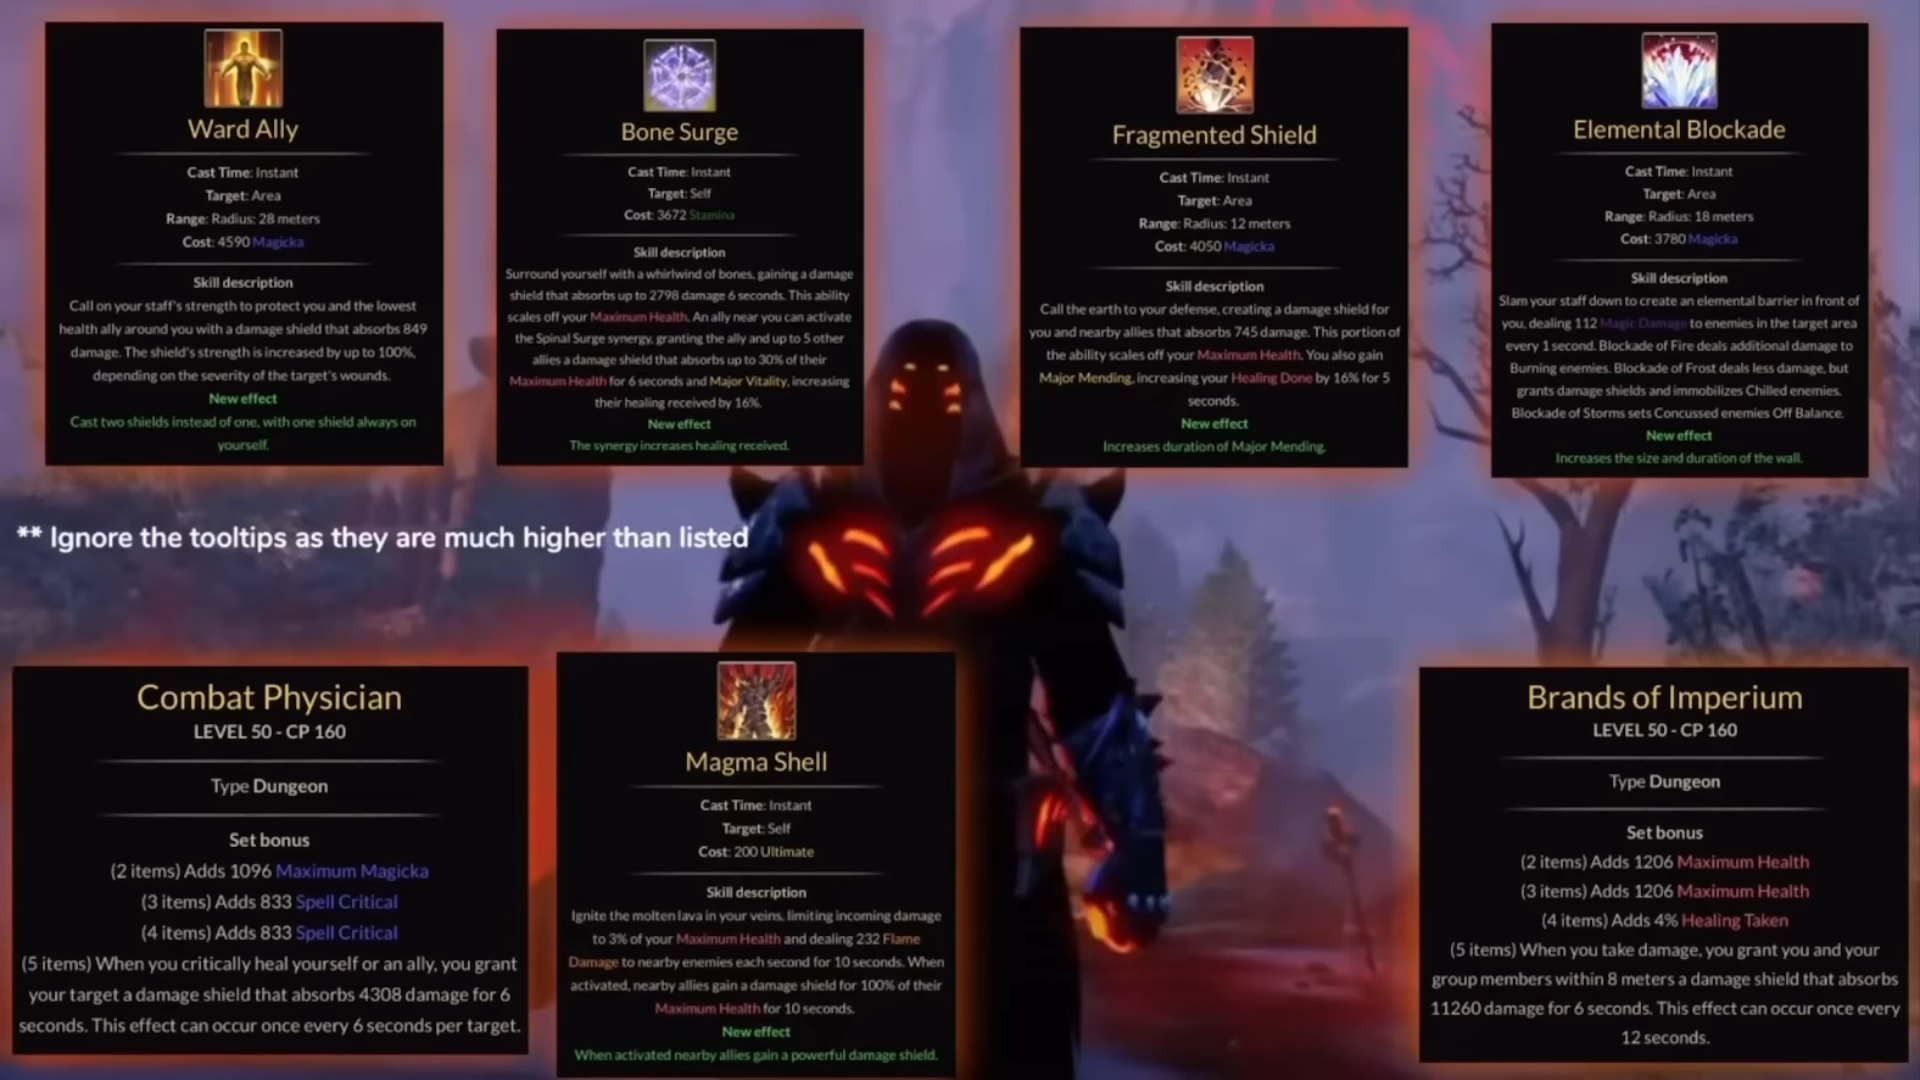 Ward Ally
Cast Time: Instant
Target: Area
Range: Radius: 28 meters
Cost: 4590 Magicka
Skill description
Call on your staff's strength to protect you and the lowest
health ally around you with a damage shield that absorbs 849
damage. The shield's strength is increased by up to 100%,
depending on the severity of the target's wounds.
New effect
Cast two shields instead of one, with one shield always on
yourself.
Bone Surge
Cast Time: Instant
Target: Self
Cost: 3672 Stamina
Skill description
Surround yourself with a whirlwind of bones, gaining a damage
shield that absorbs up to 2798 damage 6 seconds. This ability
scales off your Maximum Health. An ally near you can activate
the Spinal Surge synergy, granting the ally and up to 5 other
allies a damage shield that absorbs up to 30% of their
Maximum Health for 6 seconds and Major Vitality, increasing
their healing received by 16%.
New effect
The synergy increases healing received.
Fragmented Shield
Cast Time: Instant
Target: Area
Range: Radius: 12 meters
Cost: 4050 Magicka
Skill description
Call the earth to your defense, creating a damage shield for
you and nearby allies that absorbs 745 damage. This portion of
the ability scales off your Maximum Health. You also gain
Major Mending, increasing your Healing Done by 16% for 5
seconds.
New effect
Increases duration of Major Mending.
Elemental Blockade
Cast Time: Instant
Target: Area
Range: Radius: 18 meters
Cost: 3780 Magicka
Skill description
Slam your staff down to create an elemental barrier in front of
you, dealing 112 Magic Damage to enemies in the target area
every 1 second. Blockade of Fire deals additional damage to
Burning enemies. Blockade of Frost deals less damage, but
grants damage shields and immobilizes Chilled enemies.
Blockade of Storms sets Concussed enemies Off Balance.
New effect
Increases the size and duration of the wall.
** Ignore the tooltips as they are much higher than listed
Combat Physician
LEVEL 50 - CP 160
Type Dungeon
Set bonus
(2 items) Adds 1096 Maximum Magicka
(3 items) Adds 833 Spell Critical
(4 items) Adds 833 Spell Critical
(5 items) When you critically heal yourself or an ally, you grant
your target a damage shield that absorbs 4308 damage for 6
seconds. This effect can occur once every 6 seconds per target.
Magma Shell
Cast Time: Instant
Target: Self
Cost: 200 Ultimate
Skill description
Ignite the molten lava in your veins, limiting incoming damage
to 3% of your Maximum Health and dealing 232 Flame
Damage to nearby enemies each second for 10 seconds. When
activated, nearby allies gain a damage shield for 100% of their
Maximum Health for 10 seconds.
New effect
When activated nearby allies gain a powerful damage shield.
Brands of Imperium
LEVEL 50 - CP 160
Type Dungeon
Set bonus
(2 items) Adds 1206 Maximum Health
(3 items) Adds 1206 Maximum Health
(4 items) Adds 4% Healing Taken
(5 items) When you take damage, you grant you and your
group members within 8 meters a damage shield that absorbs
11260 damage for 6 seconds. This effect can occur once every
12 seconds.